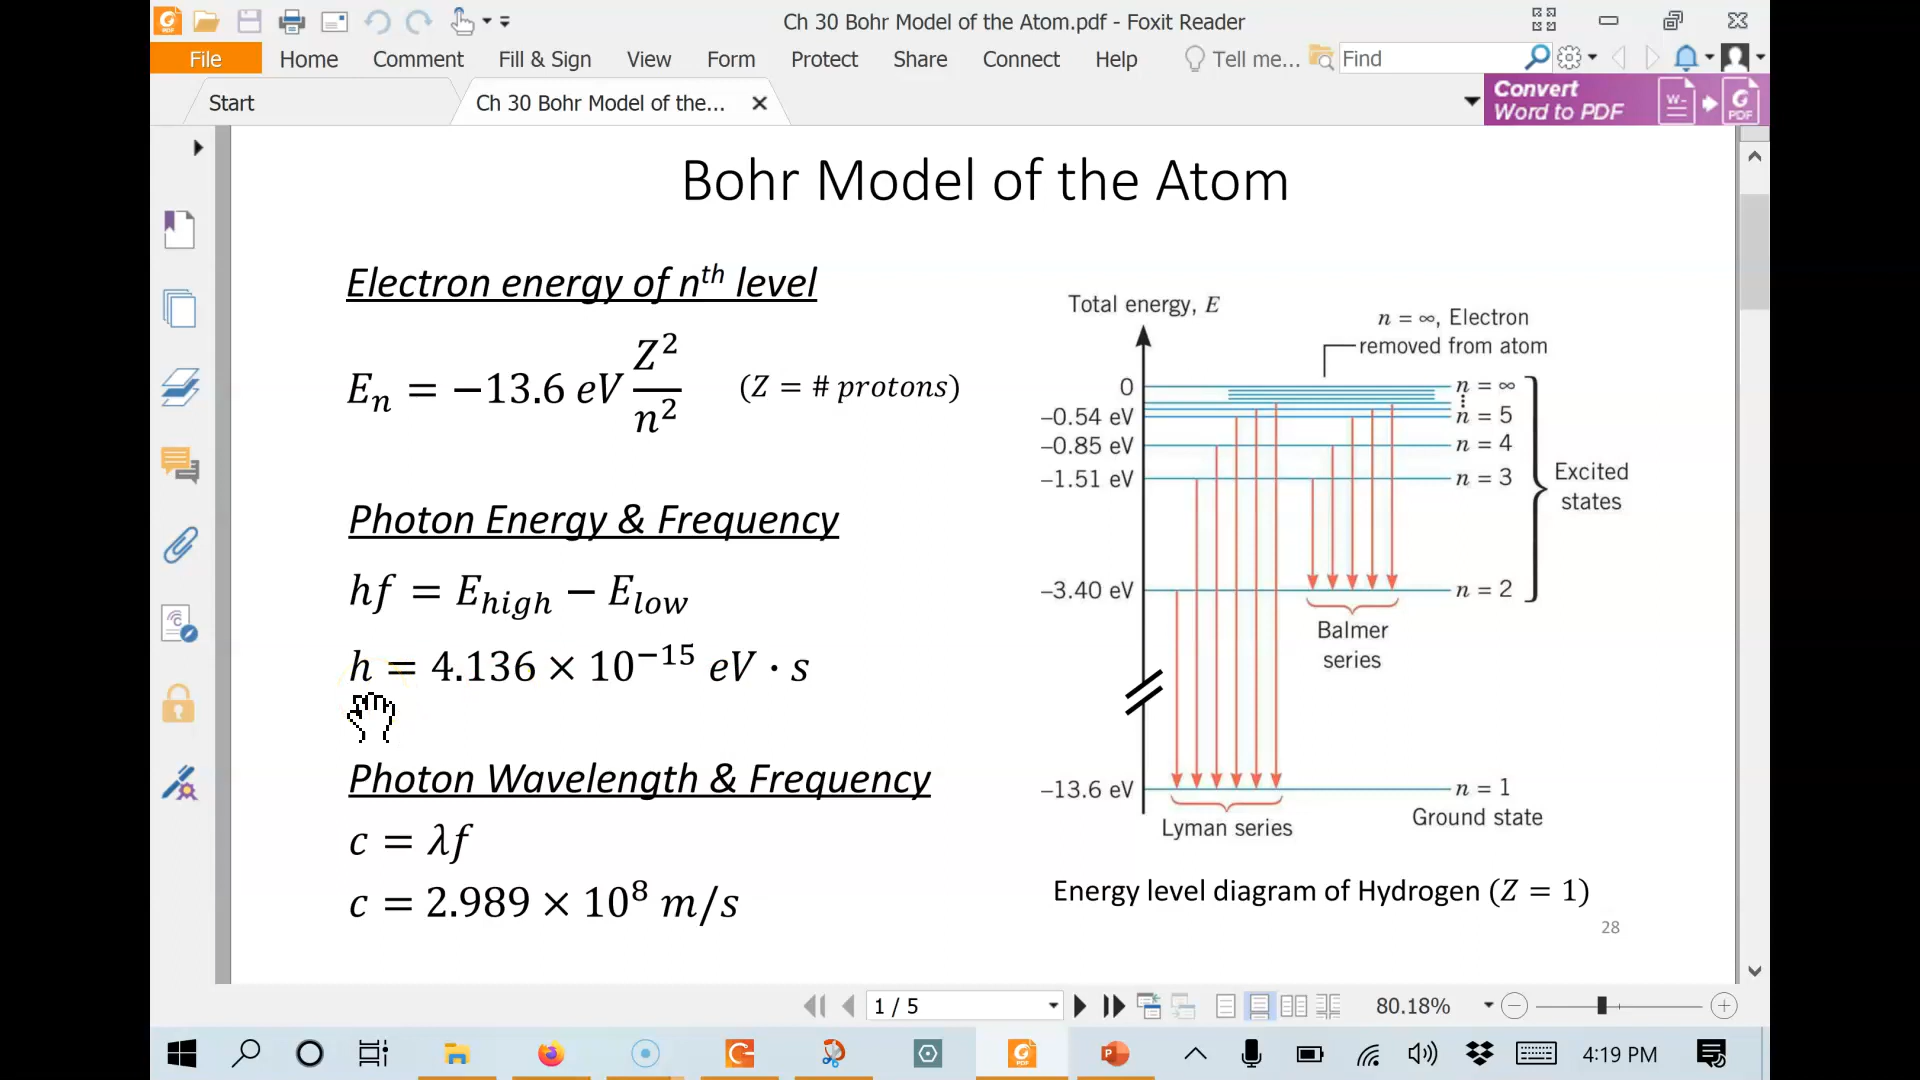 Ch 30 Bohr Model of the Atom.pdf - Foxit Reader
File Home Comment Fill & Sign View Form Protect Share Connect Help Tell me... Find
Start Ch 30 Bohr Model of the... Convert
Word to PDF
W
PDF
Bohr Model of the Atom
Electron energy of nth level
Eₙ = −13.6 eV Z²/n² (Z = # protons)
Photon Energy & Frequency
hf = E_high − E_low
h = 4.136 × 10⁻¹⁵ eV · s
Photon Wavelength & Frequency
c = λf
c = 2.989 × 10⁸ m/s
Total energy, E
n = ∞, Electron
removed from atom
0 n = ∞
–0.54 eV n = 5
–0.85 eV n = 4
–1.51 eV n = 3
Excited
states
–3.40 eV n = 2
Balmer
series
–13.6 eV n = 1
Ground state
Lyman series
Energy level diagram of Hydrogen (Z = 1)
28
1 / 5 80.18%
4:19 PM